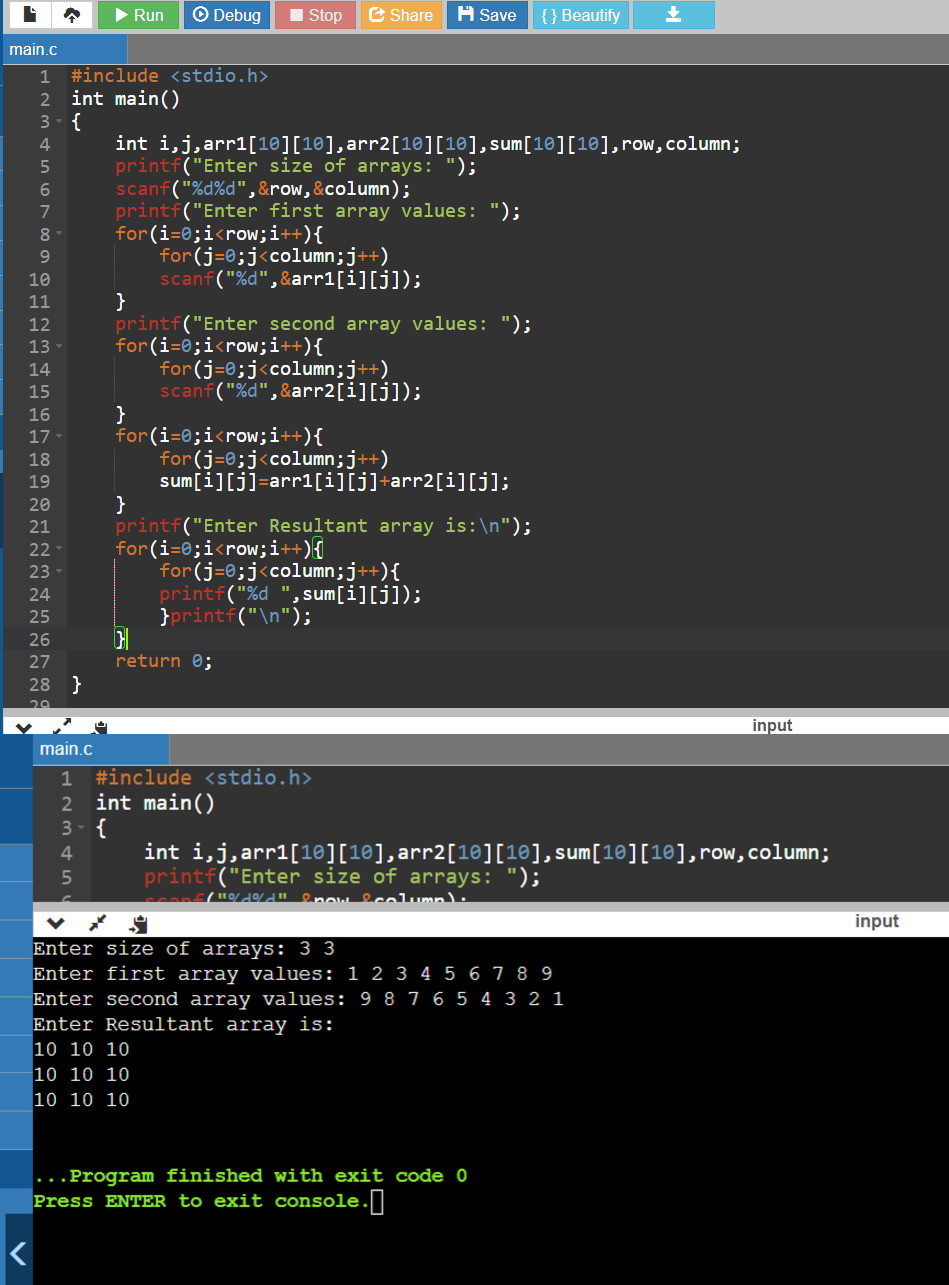 Run Debug Stop Share Save { } Beautify
main.c
1 #include <stdio.h>
2 int main()
3 {
4 int i,j,arr1[10][10],arr2[10][10],sum[10][10],row,column;
5 printf("Enter size of arrays: ");
6 scanf("%d%d",&row,&column);
7 printf("Enter first array values: ");
8 for(i=0;i<row;i++){
9 for(j=0;j<column;j++)
10 scanf("%d",&arr1[i][j]);
11 }
12 printf("Enter second array values: ");
13 for(i=0;i<row;i++){
14 for(j=0;j<column;j++)
15 scanf("%d",&arr2[i][j]);
16 }
17 for(i=0;i<row;i++){
18 for(j=0;j<column;j++)
19 sum[i][j]=arr1[i][j]+arr2[i][j];
20 }
21 printf("Enter Resultant array is:\n");
22 for(i=0;i<row;i++){
23 for(j=0;j<column;j++){
24 printf("%d ",sum[i][j]);
25 }printf("\n");
26 }
27 return 0;
28 }
29
input
main.c
1 #include <stdio.h>
2 int main()
3 {
4 int i,j,arr1[10][10],arr2[10][10],sum[10][10],row,column;
5 printf("Enter size of arrays: ");
6 scanf("%d%d",&row,&column);
input
Enter size of arrays: 3 3
Enter first array values: 1 2 3 4 5 6 7 8 9
Enter second array values: 9 8 7 6 5 4 3 2 1
Enter Resultant array is:
10 10 10
10 10 10
10 10 10
...Program finished with exit code 0
Press ENTER to exit console.